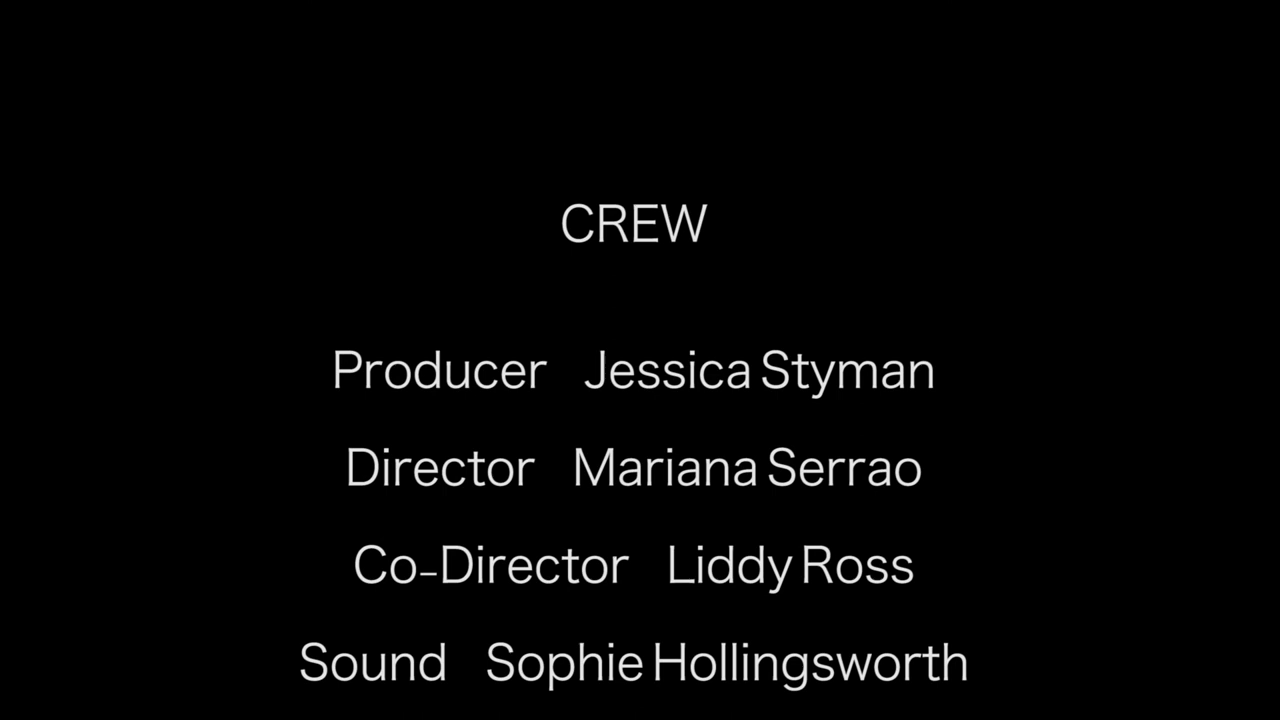 CREW
Producer Jessica Styman
Director Mariana Serrao
Co-Director Liddy Ross
Sound Sophie Hollingsworth